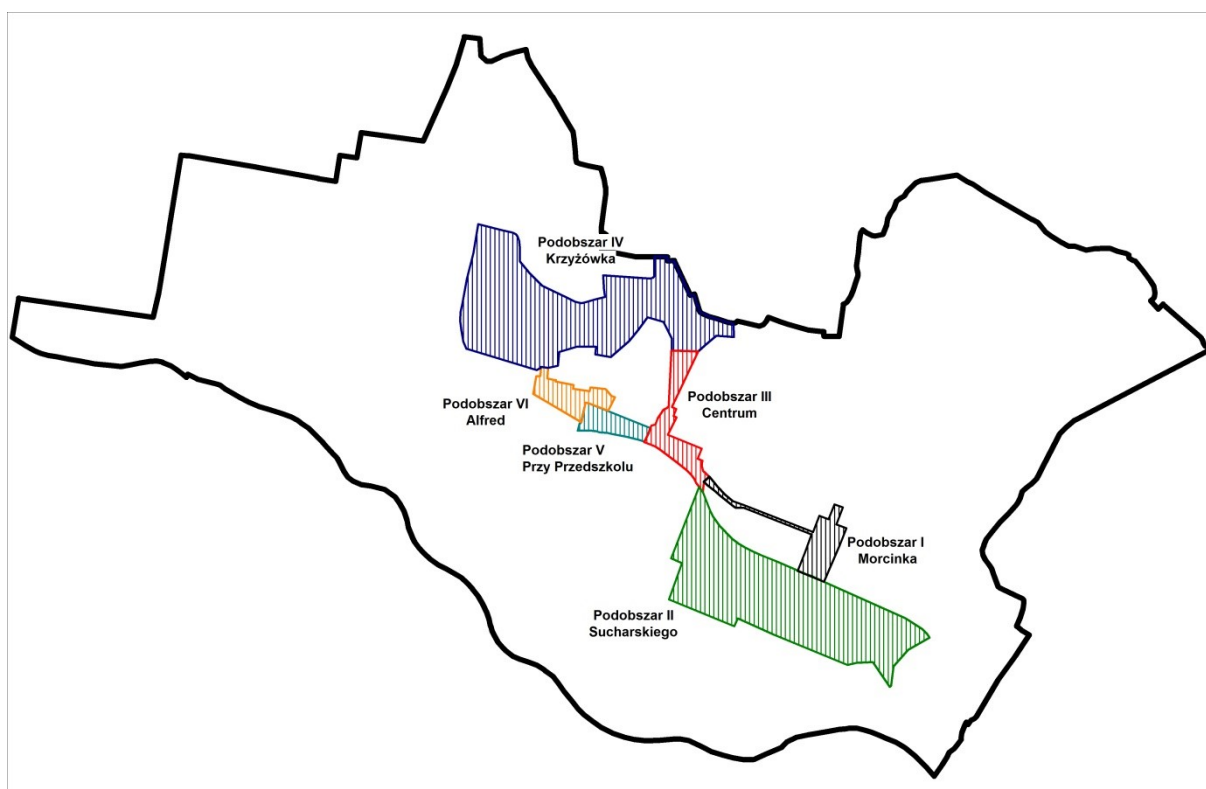 Podobszar IV
Krzyżówka
Podobszar III
Centrum
Podobszar VI
Alfred
Podobszar V
Przy Przedszkolu
Podobszar I
Morcinka
Podobszar II
Sucharskiego